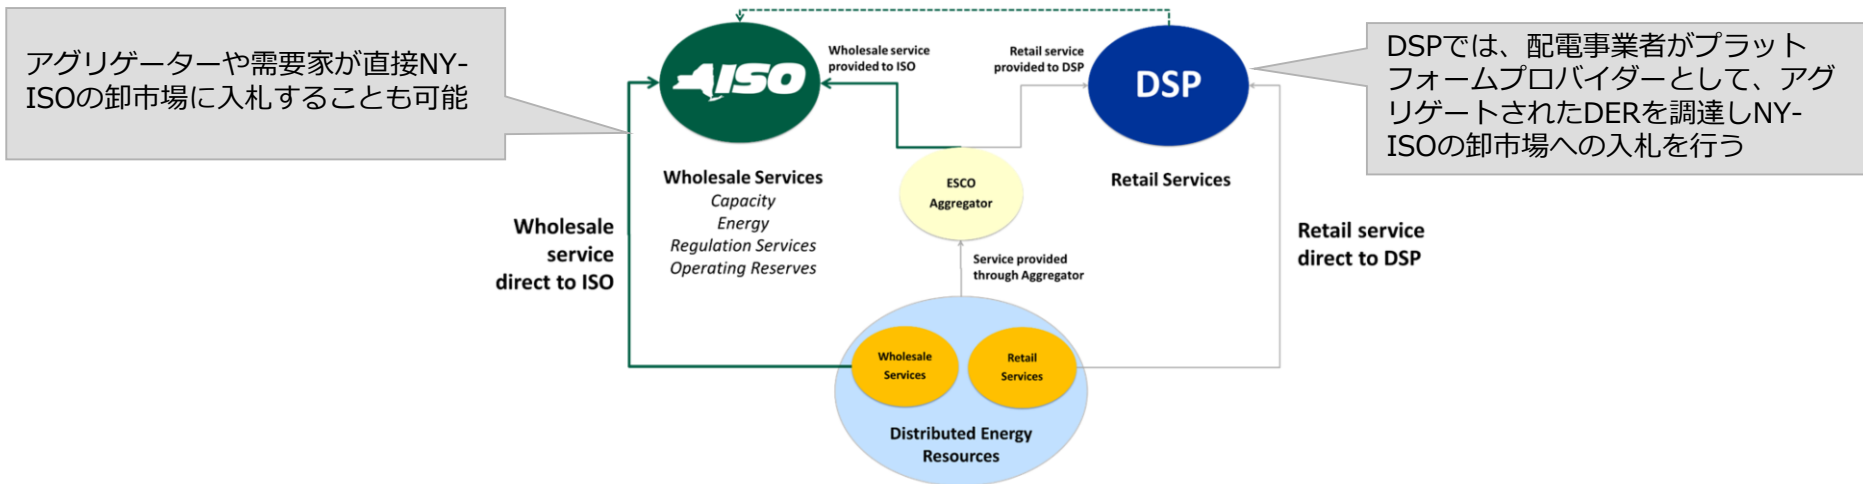 アグリゲーターや需要家が直接NY-
ISOの卸市場に入札することも可能
ISO
Wholesale service
provided to ISO
Retail service
provided to DSP
DSP
DSPでは、配電事業者がプラット
フォームプロバイダーとして、アグ
リゲートされたDERを調達しNY-
ISOの卸市場への入札を行う
Wholesale Services
Capacity
Energy
Regulation Services
Operating Reserves
ESCO
Aggregator
Retail Services
Wholesale
service
direct to ISO
Service provided
through Aggregator
Retail service
direct to DSP
Wholesale
Services
Retail
Services
Distributed Energy
Resources